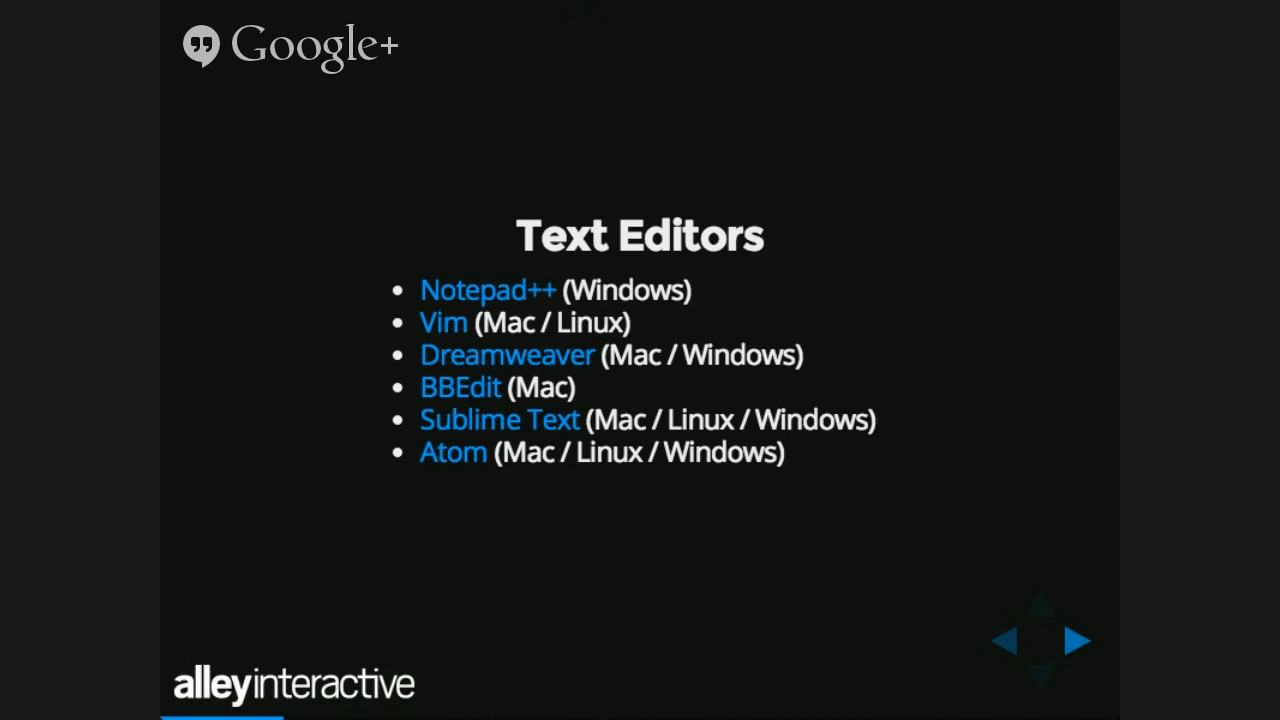 Google+
Text Editors
• Notepad++ (Windows)
• Vim (Mac / Linux)
• Dreamweaver (Mac / Windows)
• BBEdit (Mac)
• Sublime Text (Mac / Linux / Windows)
• Atom (Mac / Linux / Windows)
alleyinteractive